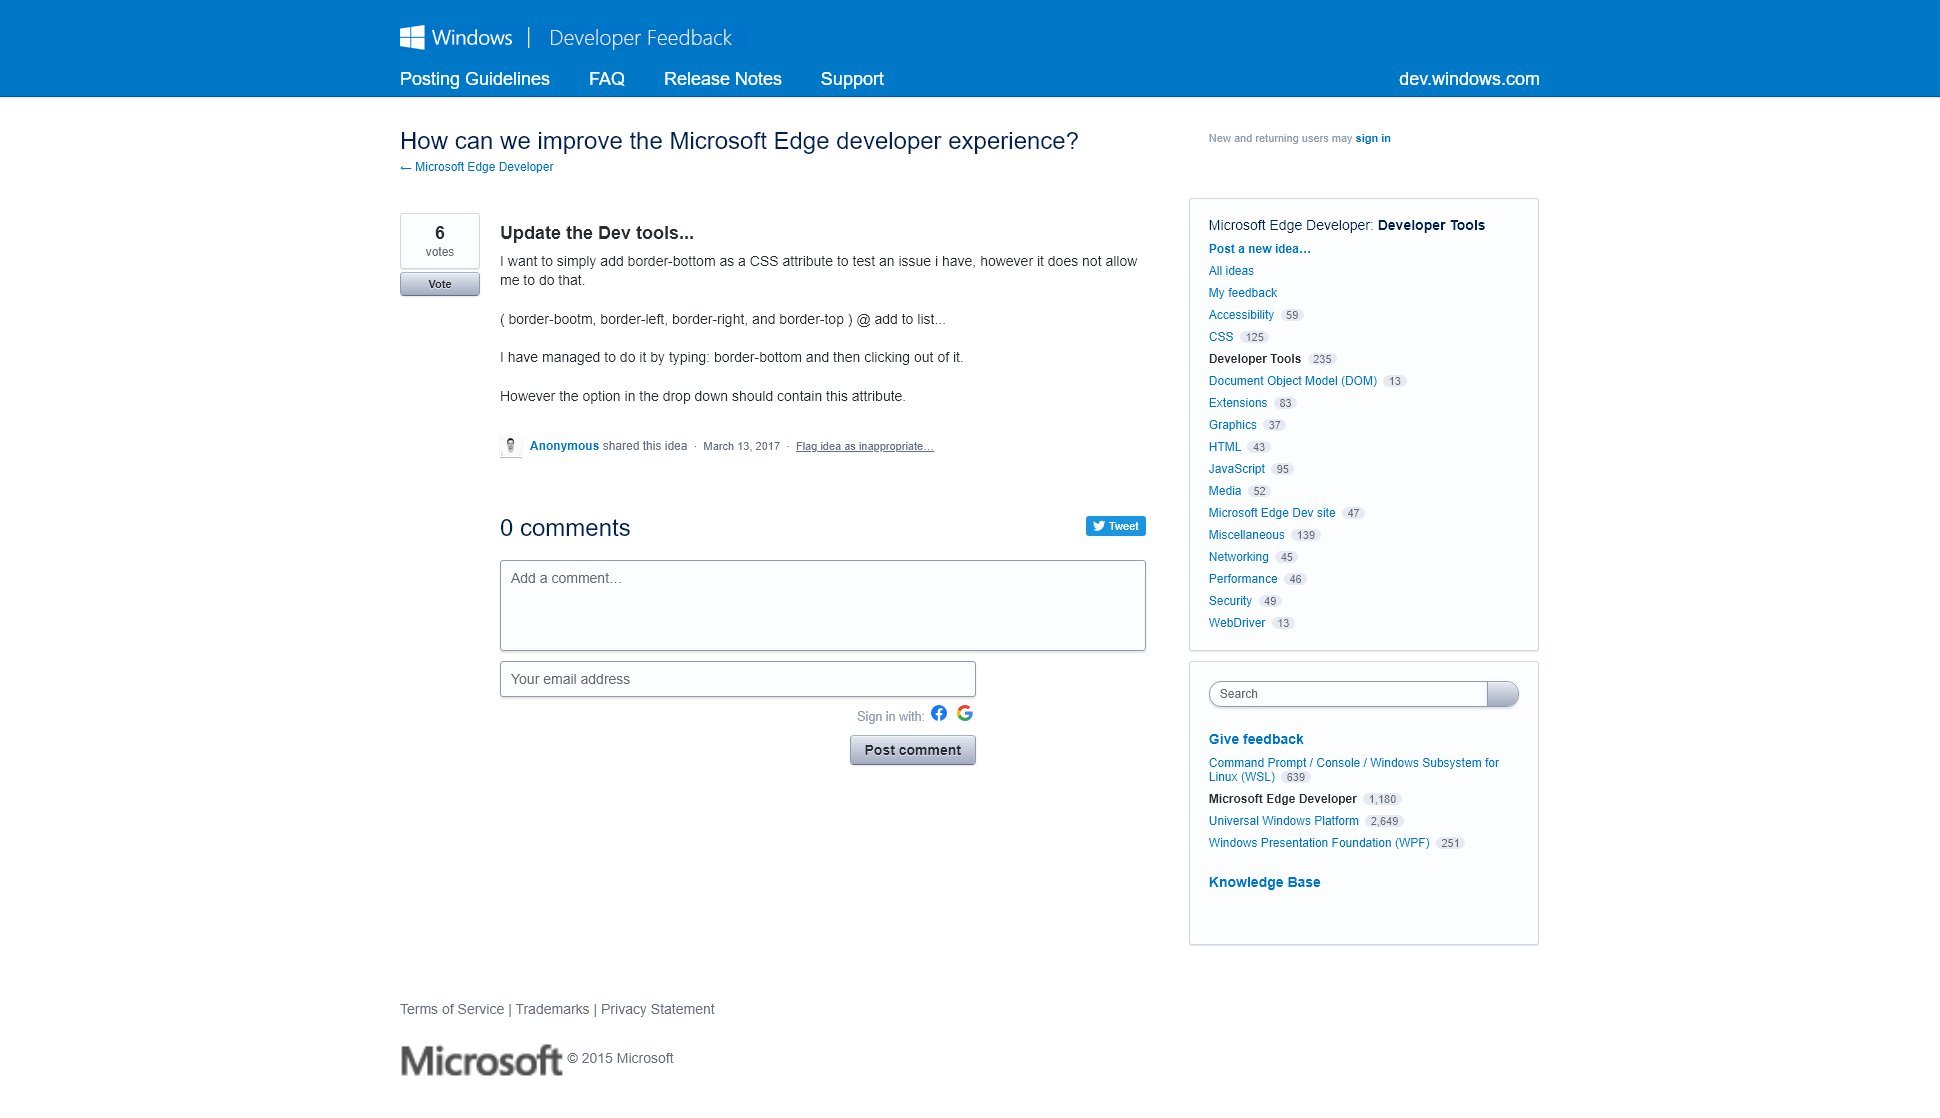 Windows | Developer Feedback
Posting Guidelines FAQ Release Notes Support dev.windows.com
How can we improve the Microsoft Edge developer experience?
← Microsoft Edge Developer
New and returning users may sign in
6
votes
Vote
Update the Dev tools...
I want to simply add border-bottom as a CSS attribute to test an issue i have, however it does not allow
me to do that.
( border-bootm, border-left, border-right, and border-top ) @ add to list...
I have managed to do it by typing: border-bottom and then clicking out of it.
However the option in the drop down should contain this attribute.
Anonymous shared this idea · March 13, 2017 · Flag idea as inappropriate…
0 comments
Tweet
Add a comment…
Your email address
Sign in with:
Post comment
Microsoft Edge Developer: Developer Tools
Post a new idea…
All ideas
My feedback
Accessibility 59
CSS 125
Developer Tools 235
Document Object Model (DOM) 13
Extensions 83
Graphics 37
HTML 43
JavaScript 95
Media 52
Microsoft Edge Dev site 47
Miscellaneous 139
Networking 45
Performance 46
Security 49
WebDriver 13
Search
Give feedback
Command Prompt / Console / Windows Subsystem for
Linux (WSL) 639
Microsoft Edge Developer 1,180
Universal Windows Platform 2,649
Windows Presentation Foundation (WPF) 251
Knowledge Base
Terms of Service | Trademarks | Privacy Statement
Microsoft © 2015 Microsoft